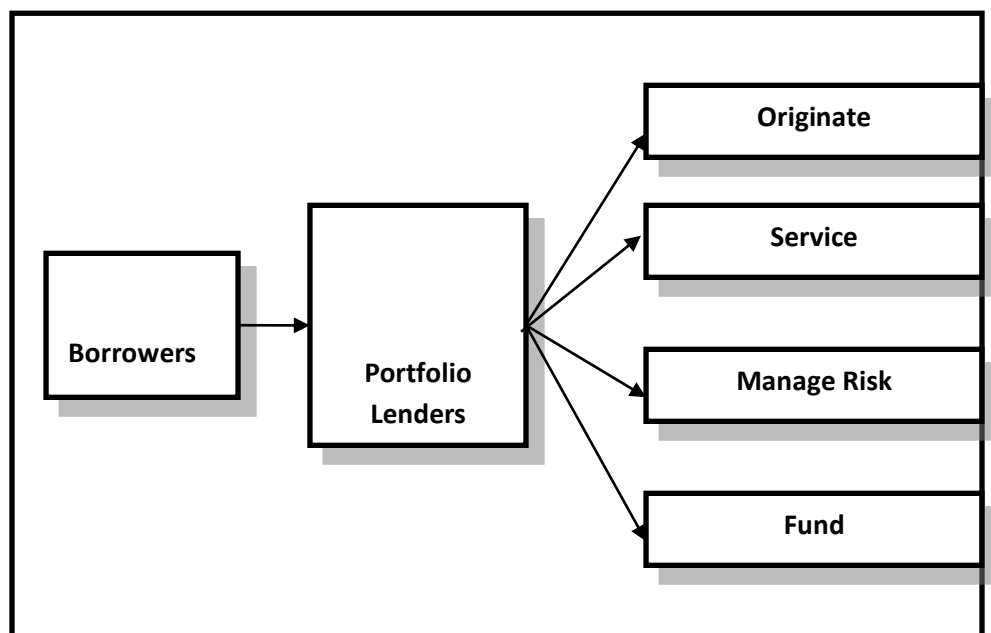 Borrowers
Portfolio
Lenders
Originate
Service
Manage Risk
Fund